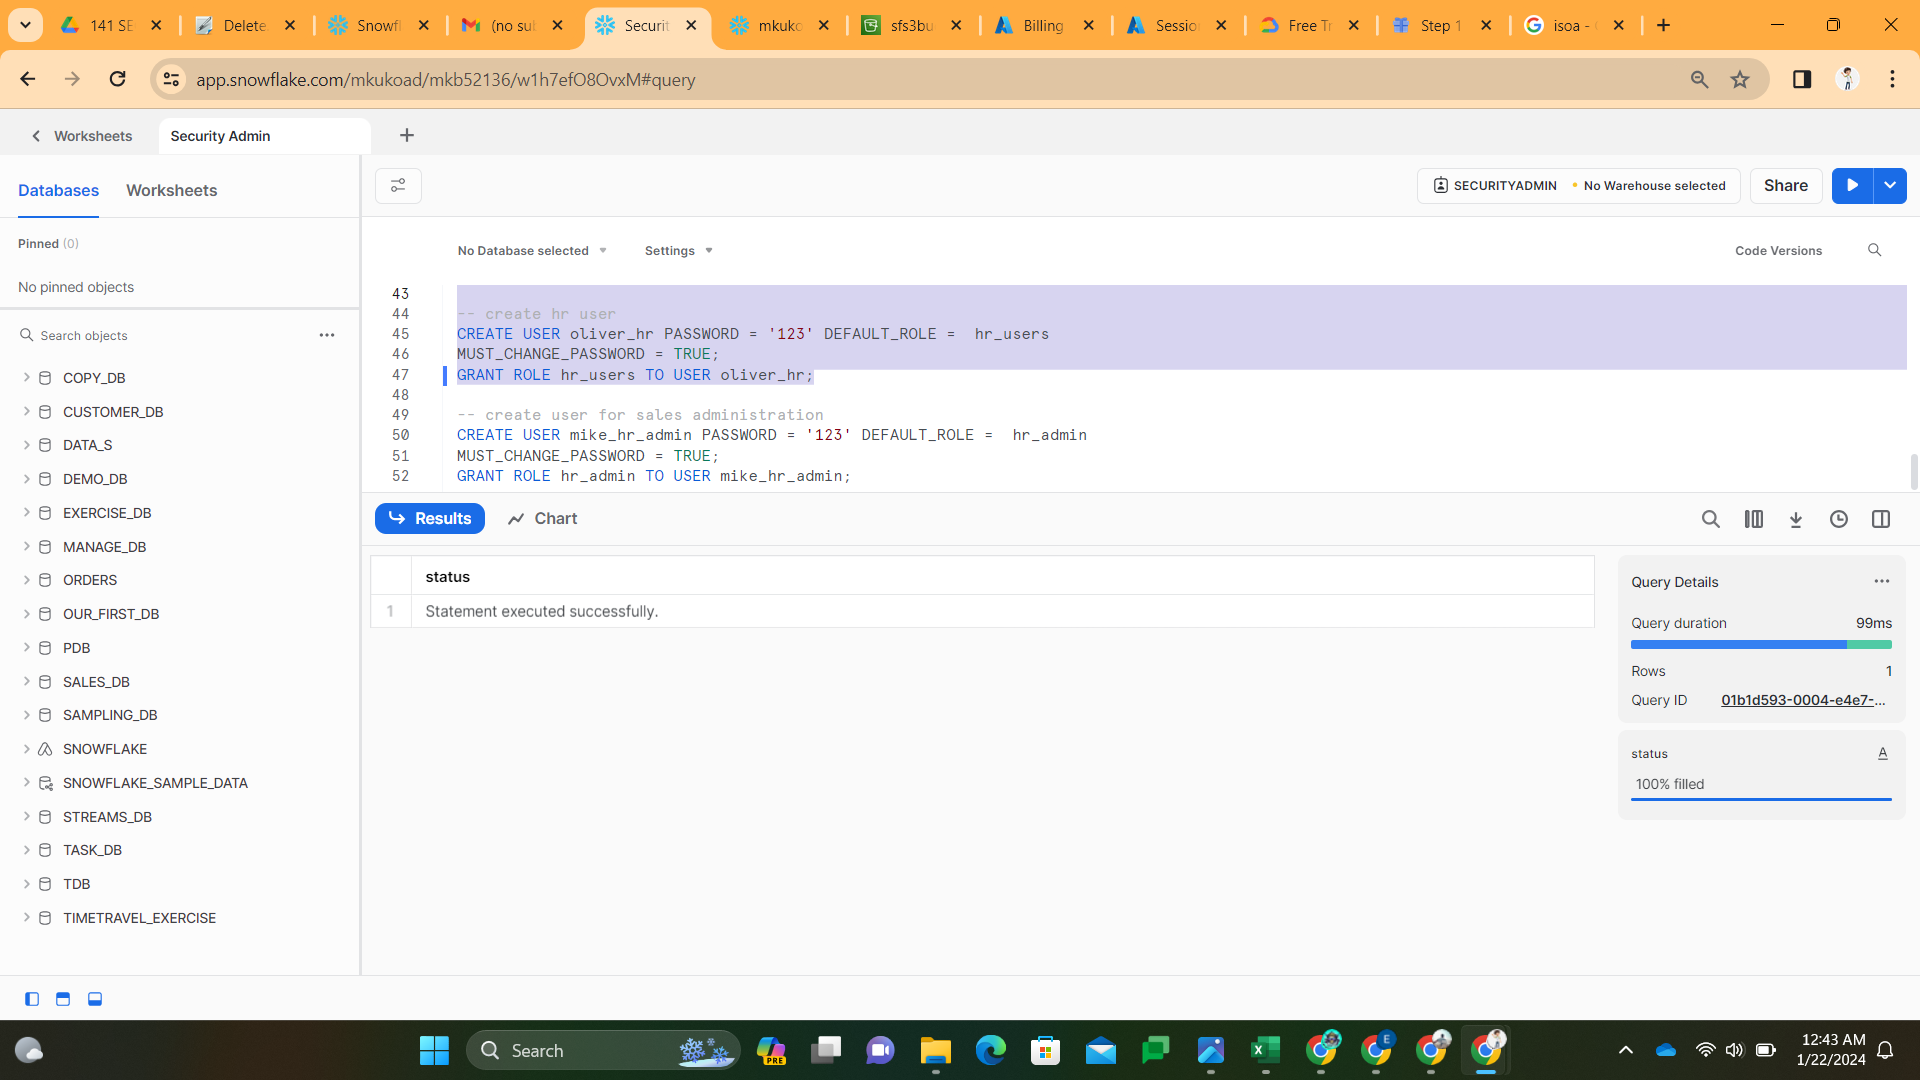 141 SE
Delete
Snowfl
(no sub
Securit
mkuko
sfs3bu
Billing
Sessio
Free Tr
Step 1
isoa -
app.snowflake.com/mkukoad/mkb52136/w1h7efO8OvxM#query
Worksheets
Security Admin
Databases
Worksheets
SECURITYADMIN
No Warehouse selected
Share
Pinned (0)
No pinned objects
No Database selected
Settings
Code Versions
Search objects
COPY_DB
CUSTOMER_DB
DATA_S
DEMO_DB
EXERCISE_DB
MANAGE_DB
ORDERS
OUR_FIRST_DB
PDB
SALES_DB
SAMPLING_DB
SNOWFLAKE
SNOWFLAKE_SAMPLE_DATA
STREAMS_DB
TASK_DB
TDB
TIMETRAVEL_EXERCISE
43
44 -- create hr user
45 CREATE USER oliver_hr PASSWORD = '123' DEFAULT_ROLE =  hr_users
46 MUST_CHANGE_PASSWORD = TRUE;
47 GRANT ROLE hr_users TO USER oliver_hr;
48
49 -- create user for sales administration
50 CREATE USER mike_hr_admin PASSWORD = '123' DEFAULT_ROLE =  hr_admin
51 MUST_CHANGE_PASSWORD = TRUE;
52 GRANT ROLE hr_admin TO USER mike_hr_admin;
Results
Chart
status
1 Statement executed successfully.
Query Details
Query duration 99ms
Rows 1
Query ID 01b1d593-0004-e4e7-...
status A
100% filled
Search
PRE
E
12:43 AM
1/22/2024